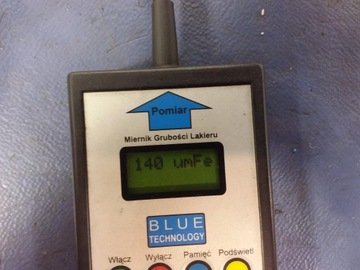 Pomiar
Miernik Grubości Lakieru
140 umFe
BLUE
TECHNOLOGY
Włącz Wyłącz Pamięć Podświetl